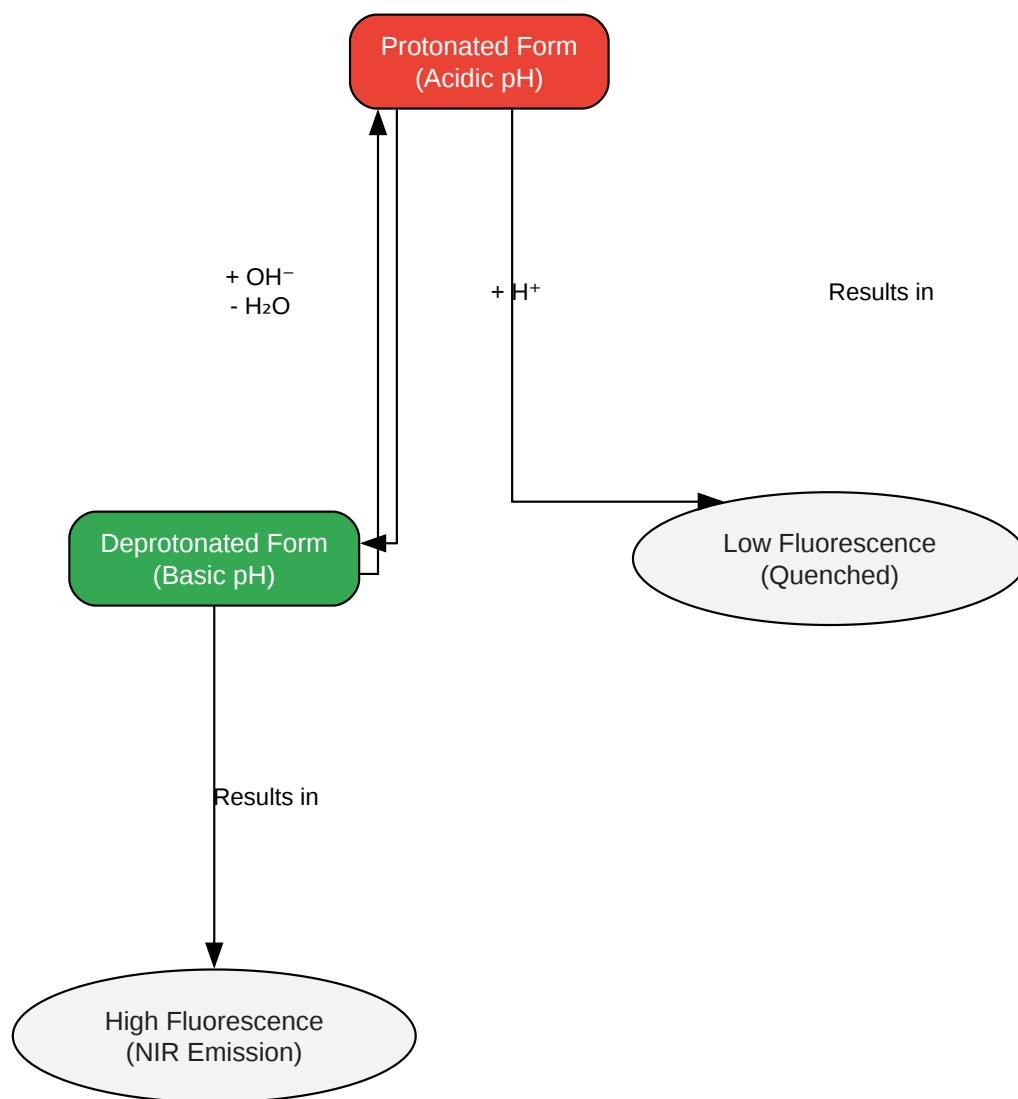 Protonated Form
(Acidic pH)
+ OH⁻
- H₂O
+ H⁺
Results in
Deprotonated Form
(Basic pH)
Low Fluorescence
(Quenched)
Results in
High Fluorescence
(NIR Emission)